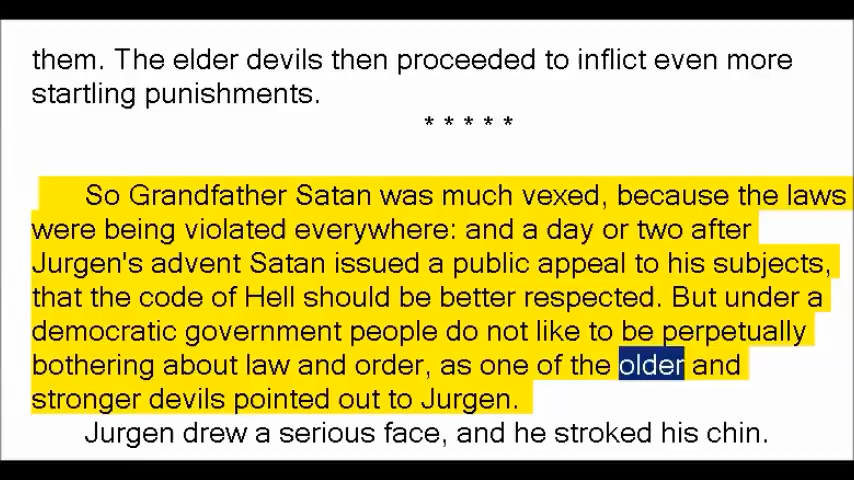 them. The elder devils then proceeded to inflict even more
startling punishments.
* * * * *
So Grandfather Satan was much vexed, because the laws
were being violated everywhere: and a day or two after
Jurgen's advent Satan issued a public appeal to his subjects,
that the code of Hell should be better respected. But under a
democratic government people do not like to be perpetually
bothering about law and order, as one of the older and
stronger devils pointed out to Jurgen.
Jurgen drew a serious face, and he stroked his chin.